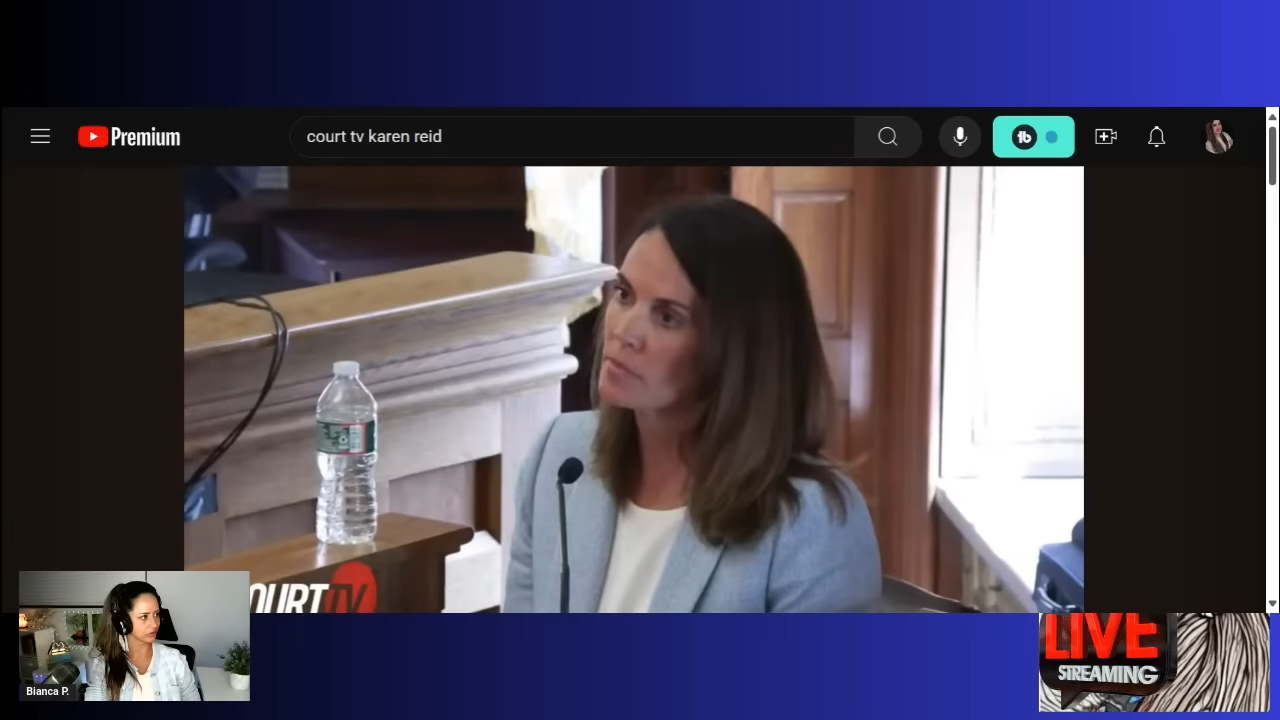 Premium
court tv karen reid
OURT TV
Bianca P.
LIVE
STREAMING